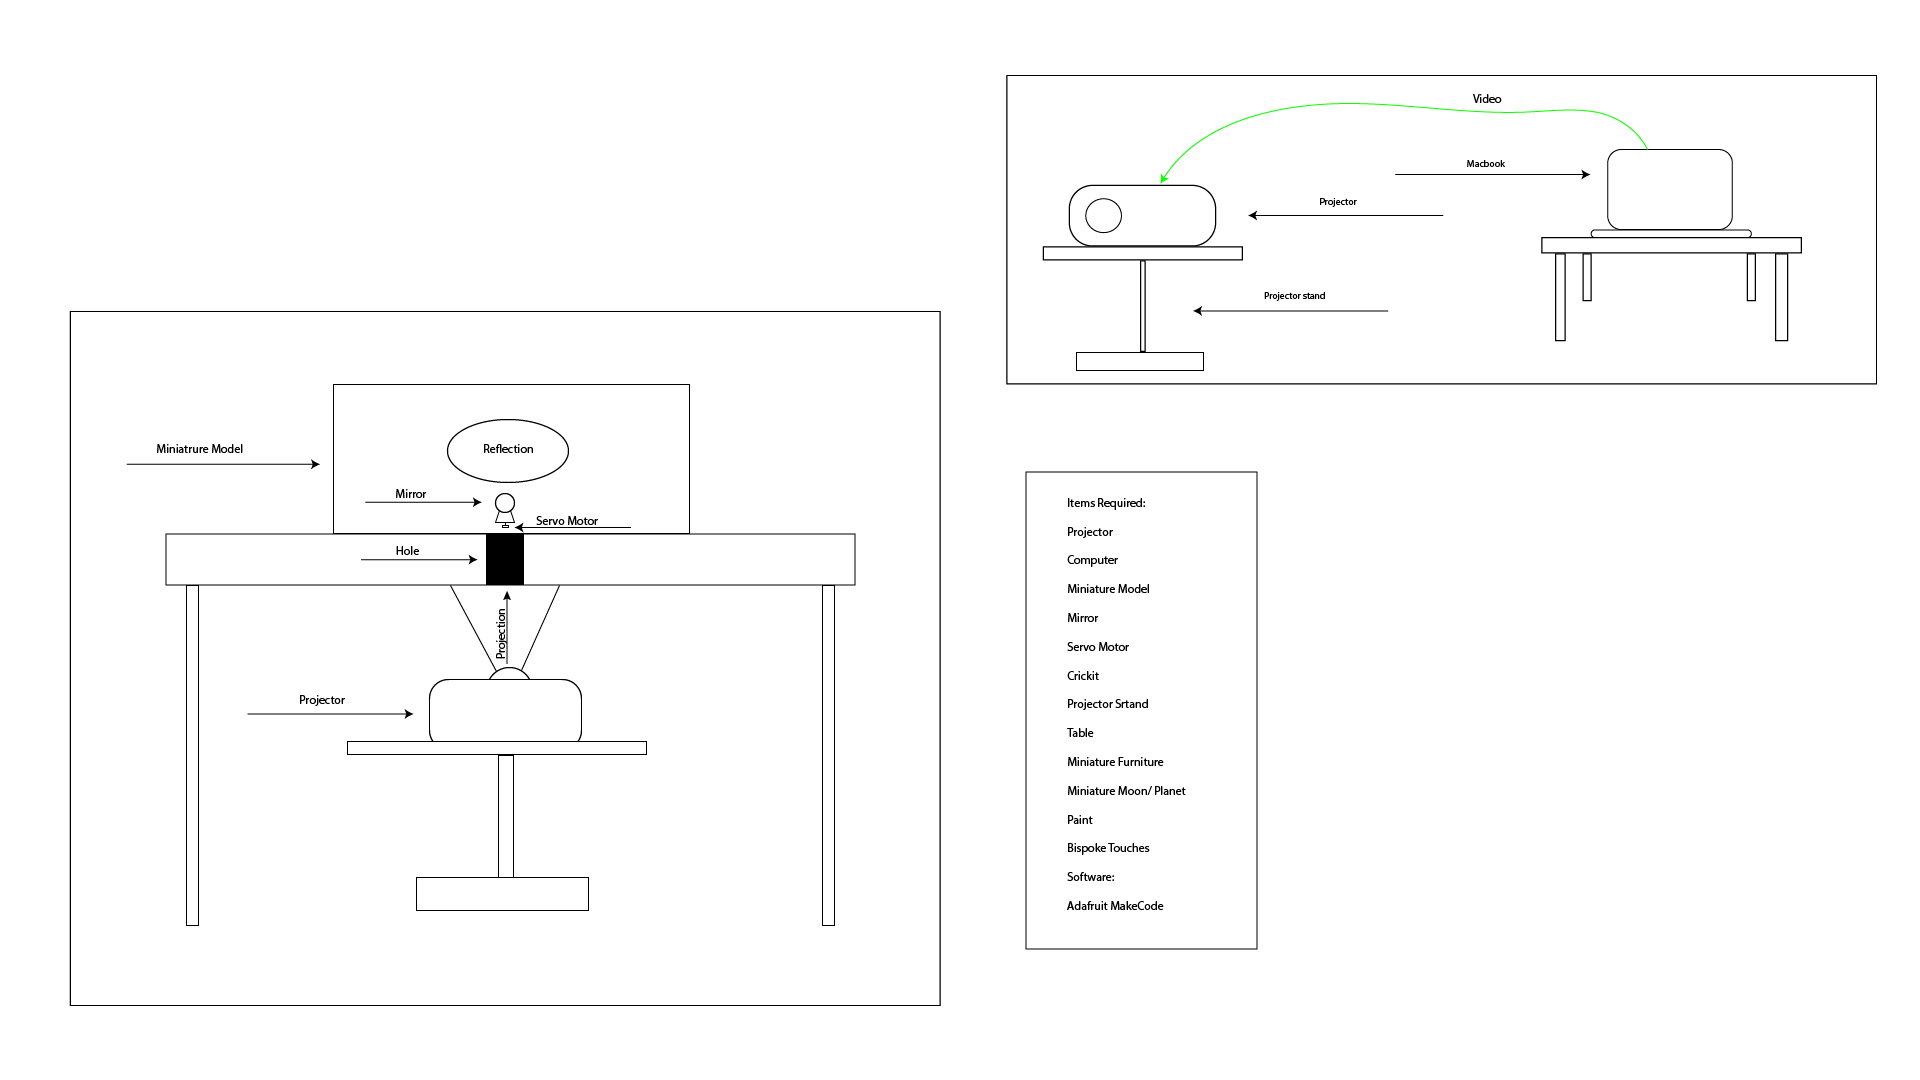 Video
Macbook
Projector
Projector stand
Miniatrure Model
Reflection
Mirror
Servo Motor
Hole
Projection
Projector
Items Required:
Projector
Computer
Miniature Model
Mirror
Servo Motor
Crickit
Projector Srtand
Table
Miniature Furniture
Miniature Moon/ Planet
Paint
Bispoke Touches
Software:
Adafruit MakeCode